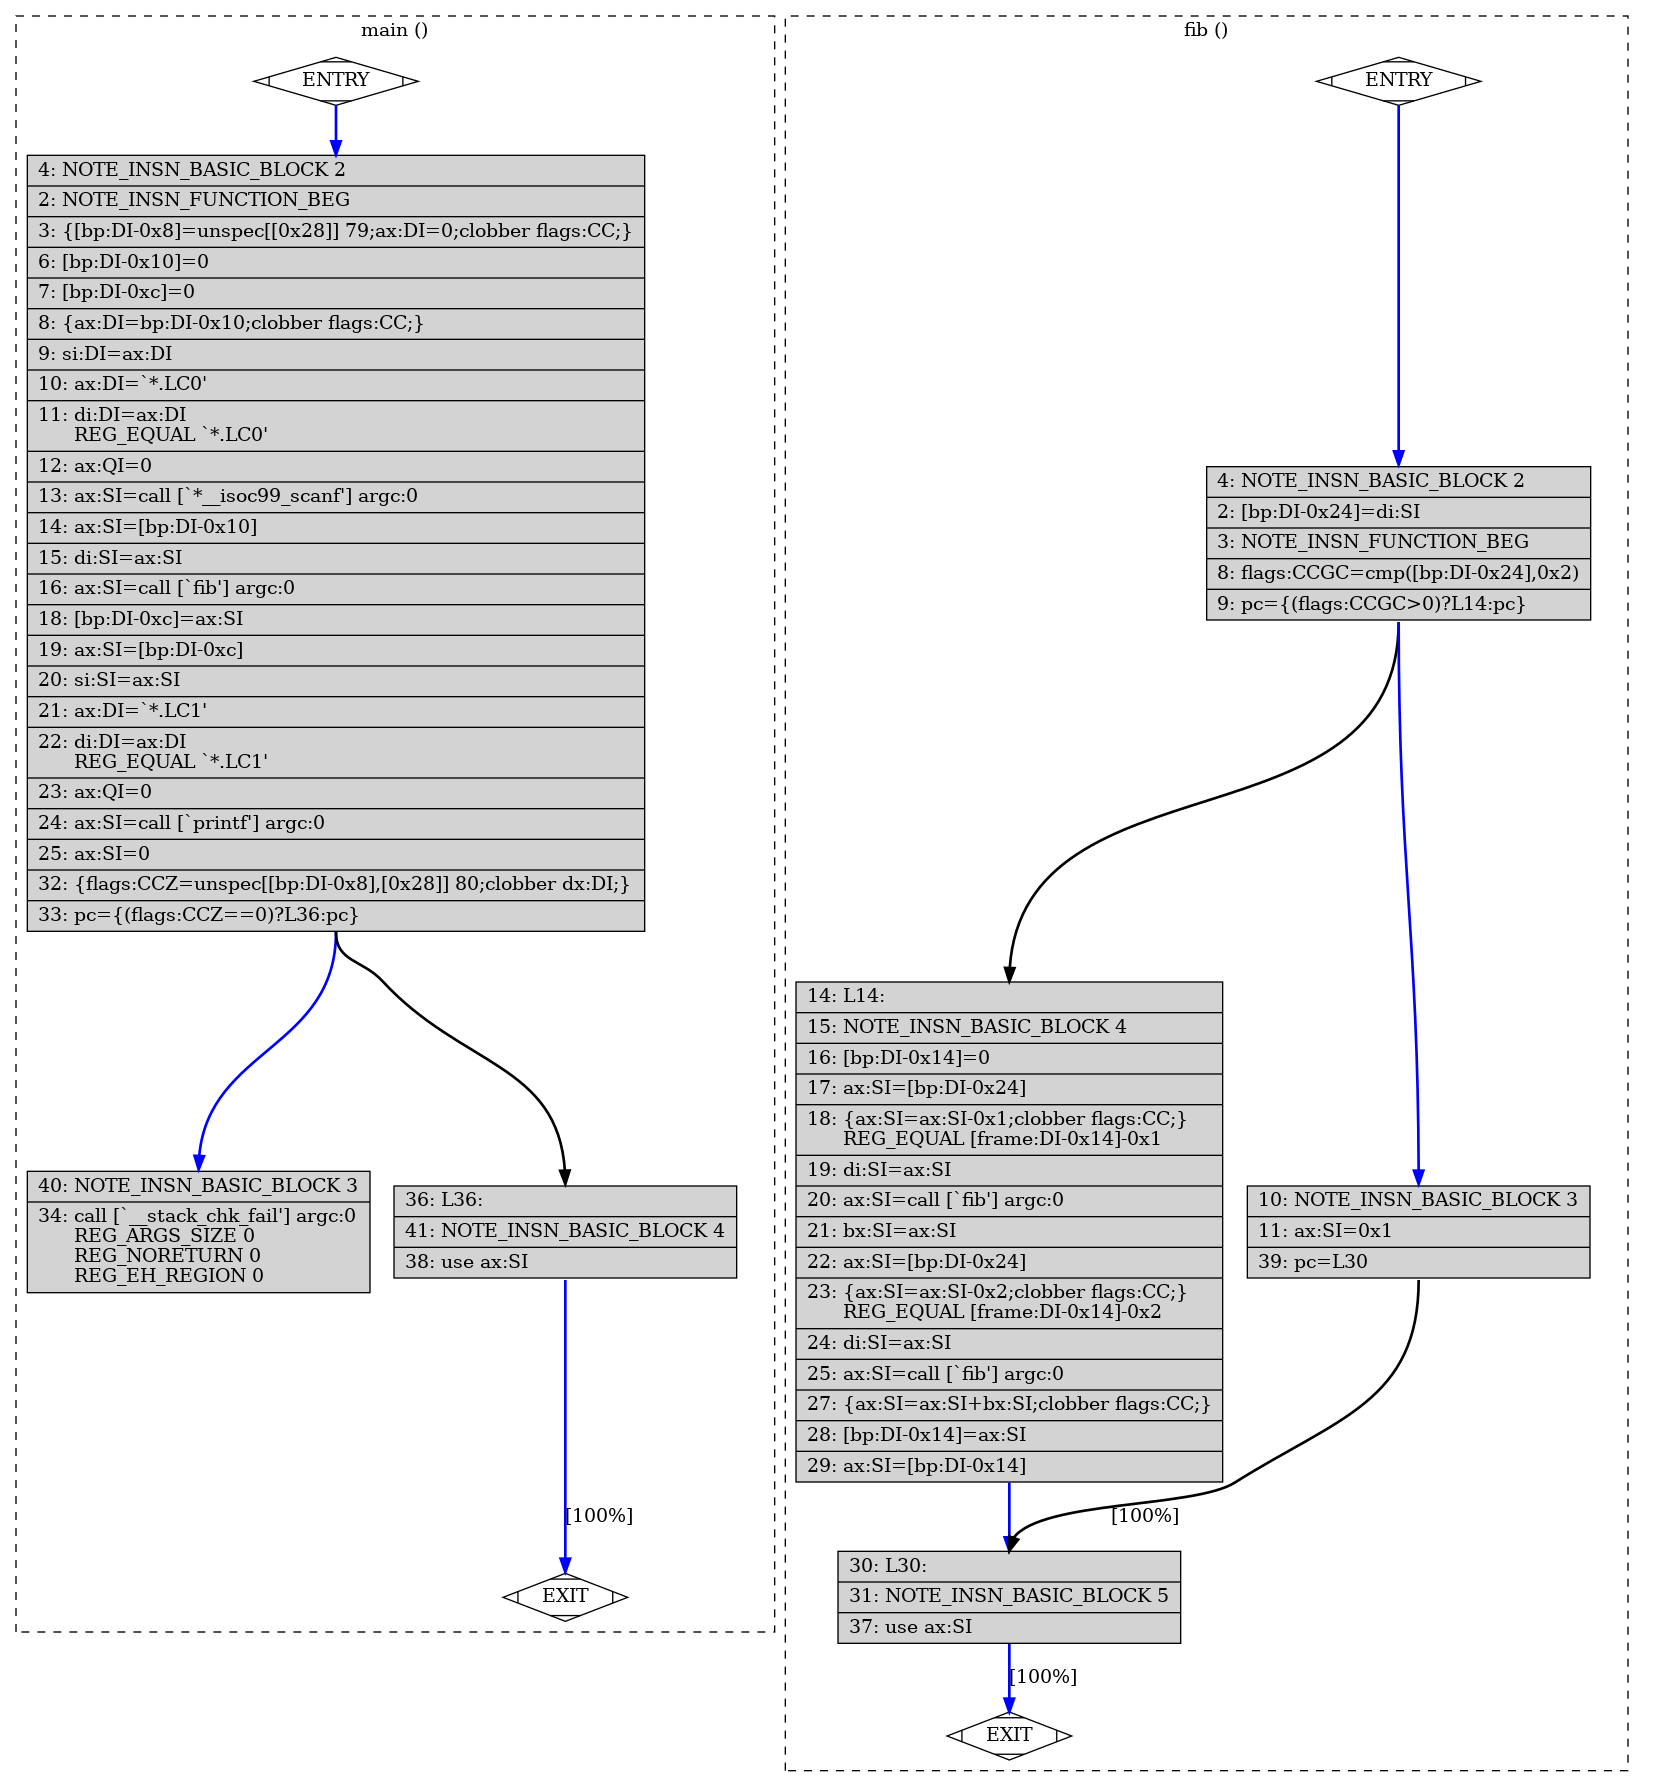 main ()
ENTRY
4: NOTE_INSN_BASIC_BLOCK 2
2: NOTE_INSN_FUNCTION_BEG
3: {[bp:DI-0x8]=unspec[[0x28]] 79;ax:DI=0;clobber flags:CC;}
6: [bp:DI-0x10]=0
7: [bp:DI-0xc]=0
8: {ax:DI=bp:DI-0x10;clobber flags:CC;}
9: si:DI=ax:DI
10: ax:DI=`*.LC0'
11: di:DI=ax:DI
REG_EQUAL `*.LC0'
12: ax:QI=0
13: ax:SI=call [`*__isoc99_scanf'] argc:0
14: ax:SI=[bp:DI-0x10]
15: di:SI=ax:SI
16: ax:SI=call [`fib'] argc:0
18: [bp:DI-0xc]=ax:SI
19: ax:SI=[bp:DI-0xc]
20: si:SI=ax:SI
21: ax:DI=`*.LC1'
22: di:DI=ax:DI
REG_EQUAL `*.LC1'
23: ax:QI=0
24: ax:SI=call [`printf'] argc:0
25: ax:SI=0
32: {flags:CCZ=unspec[[bp:DI-0x8],[0x28]] 80;clobber dx:DI;}
33: pc={(flags:CCZ==0)?L36:pc}
40: NOTE_INSN_BASIC_BLOCK 3
34: call [`__stack_chk_fail'] argc:0
REG_ARGS_SIZE 0
REG_NORETURN 0
REG_EH_REGION 0
36: L36:
41: NOTE_INSN_BASIC_BLOCK 4
38: use ax:SI
[100%]
EXIT
fib ()
ENTRY
4: NOTE_INSN_BASIC_BLOCK 2
2: [bp:DI-0x24]=di:SI
3: NOTE_INSN_FUNCTION_BEG
8: flags:CCGC=cmp([bp:DI-0x24],0x2)
9: pc={(flags:CCGC>0)?L14:pc}
14: L14:
15: NOTE_INSN_BASIC_BLOCK 4
16: [bp:DI-0x14]=0
17: ax:SI=[bp:DI-0x24]
18: {ax:SI=ax:SI-0x1;clobber flags:CC;}
REG_EQUAL [frame:DI-0x14]-0x1
19: di:SI=ax:SI
20: ax:SI=call [`fib'] argc:0
21: bx:SI=ax:SI
22: ax:SI=[bp:DI-0x24]
23: {ax:SI=ax:SI-0x2;clobber flags:CC;}
REG_EQUAL [frame:DI-0x14]-0x2
24: di:SI=ax:SI
25: ax:SI=call [`fib'] argc:0
27: {ax:SI=ax:SI+bx:SI;clobber flags:CC;}
28: [bp:DI-0x14]=ax:SI
29: ax:SI=[bp:DI-0x14]
10: NOTE_INSN_BASIC_BLOCK 3
11: ax:SI=0x1
39: pc=L30
[100%]
30: L30:
31: NOTE_INSN_BASIC_BLOCK 5
37: use ax:SI
[100%]
EXIT